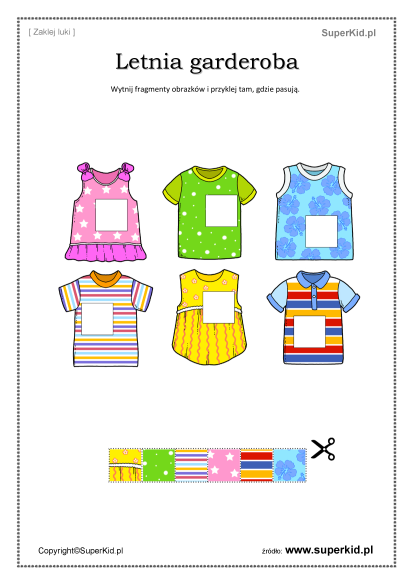 [ Zaklej luki ]
SuperKid.pl
Letnia garderoba
Wytnij fragmenty obrazków i przyklej tam, gdzie pasują.
Copyright©SuperKid.pl
źródło: www.superkid.pl